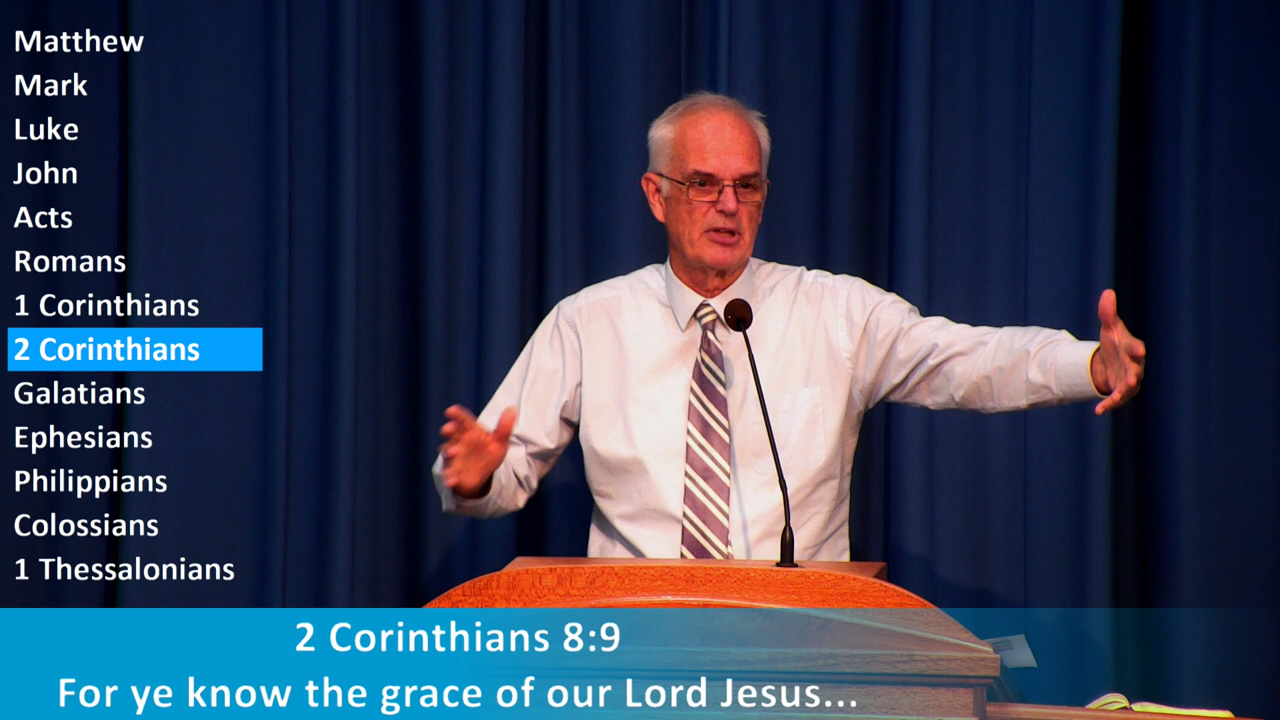 Matthew
Mark
Luke
John
Acts
Romans
1 Corinthians
2 Corinthians
Galatians
Ephesians
Philippians
Colossians
1 Thessalonians
2 Corinthians 8:9
For ye know the grace of our Lord Jesus...